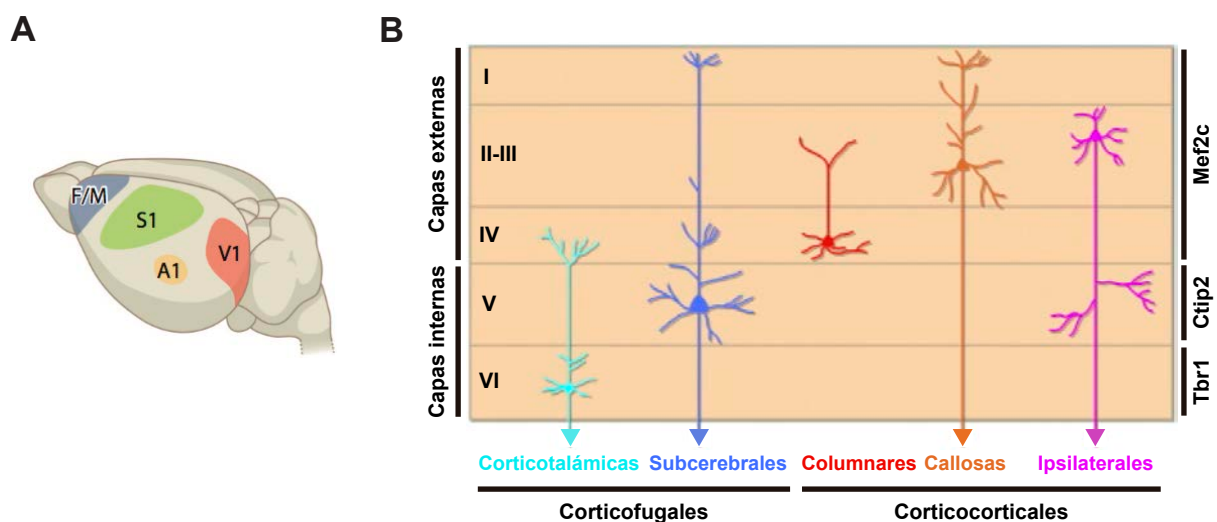 A
F/M
S1
V1
A1
B
Capas externas
Capas internas
I
II-III
IV
V
VI
Mef2c
Ctip2
Tbr1
Corticotalámicas Subcerebrales Columnares Callosas Ipsilaterales
Corticofugales Corticocorticales